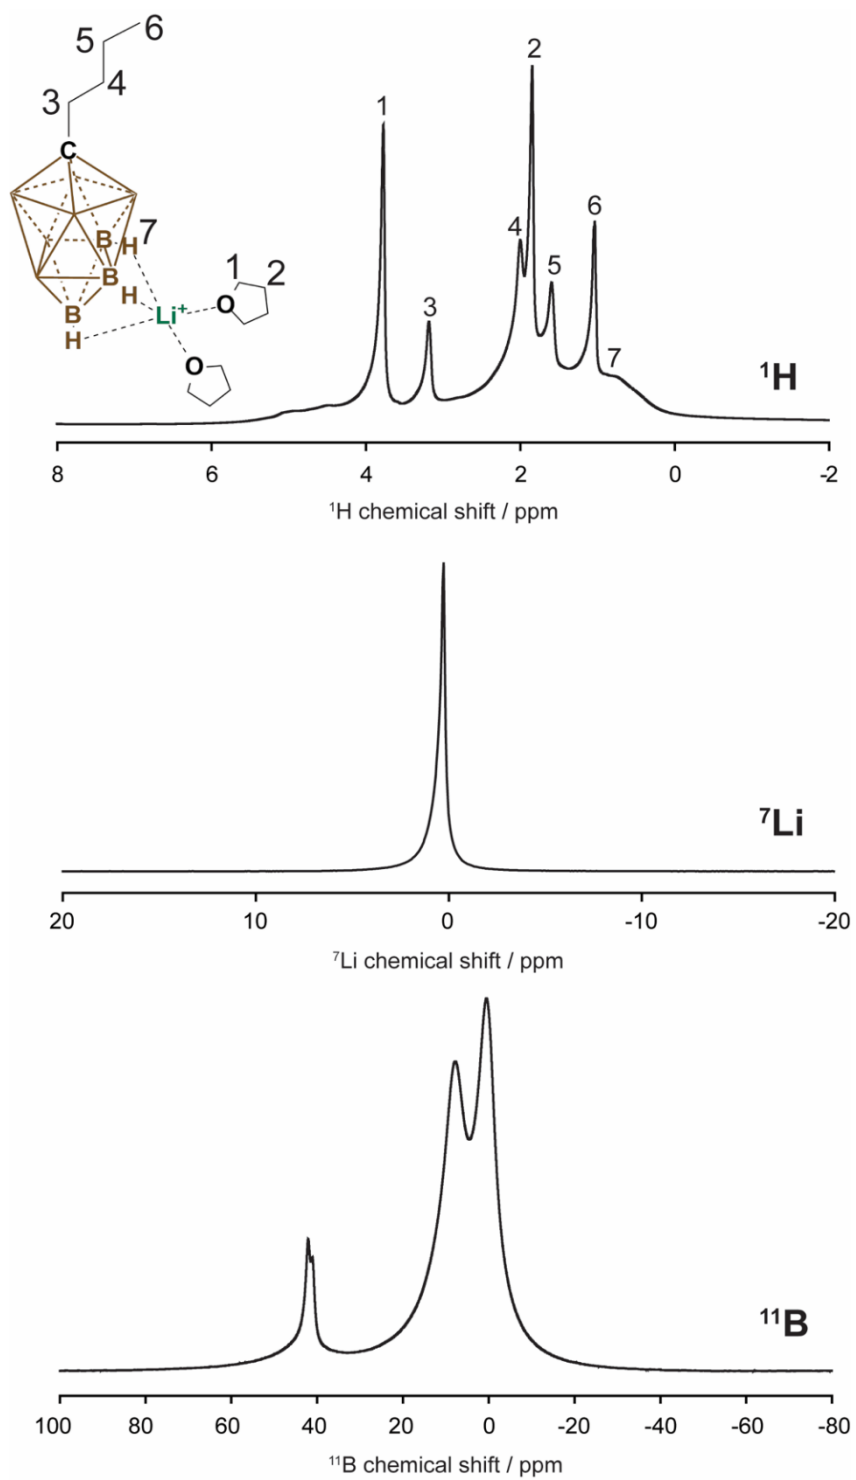 6
5
4
3
C
1
2
B
H
7
B
H
B
H
Li⁺
O
1
2
O
4
3
5
6
7
¹H
8
6
4
2
0
-2
¹H chemical shift / ppm
⁷Li
20
10
0
-10
-20
⁷Li chemical shift / ppm
¹¹B
100
80
60
40
20
0
-20
-40
-60
-80
¹¹B chemical shift / ppm